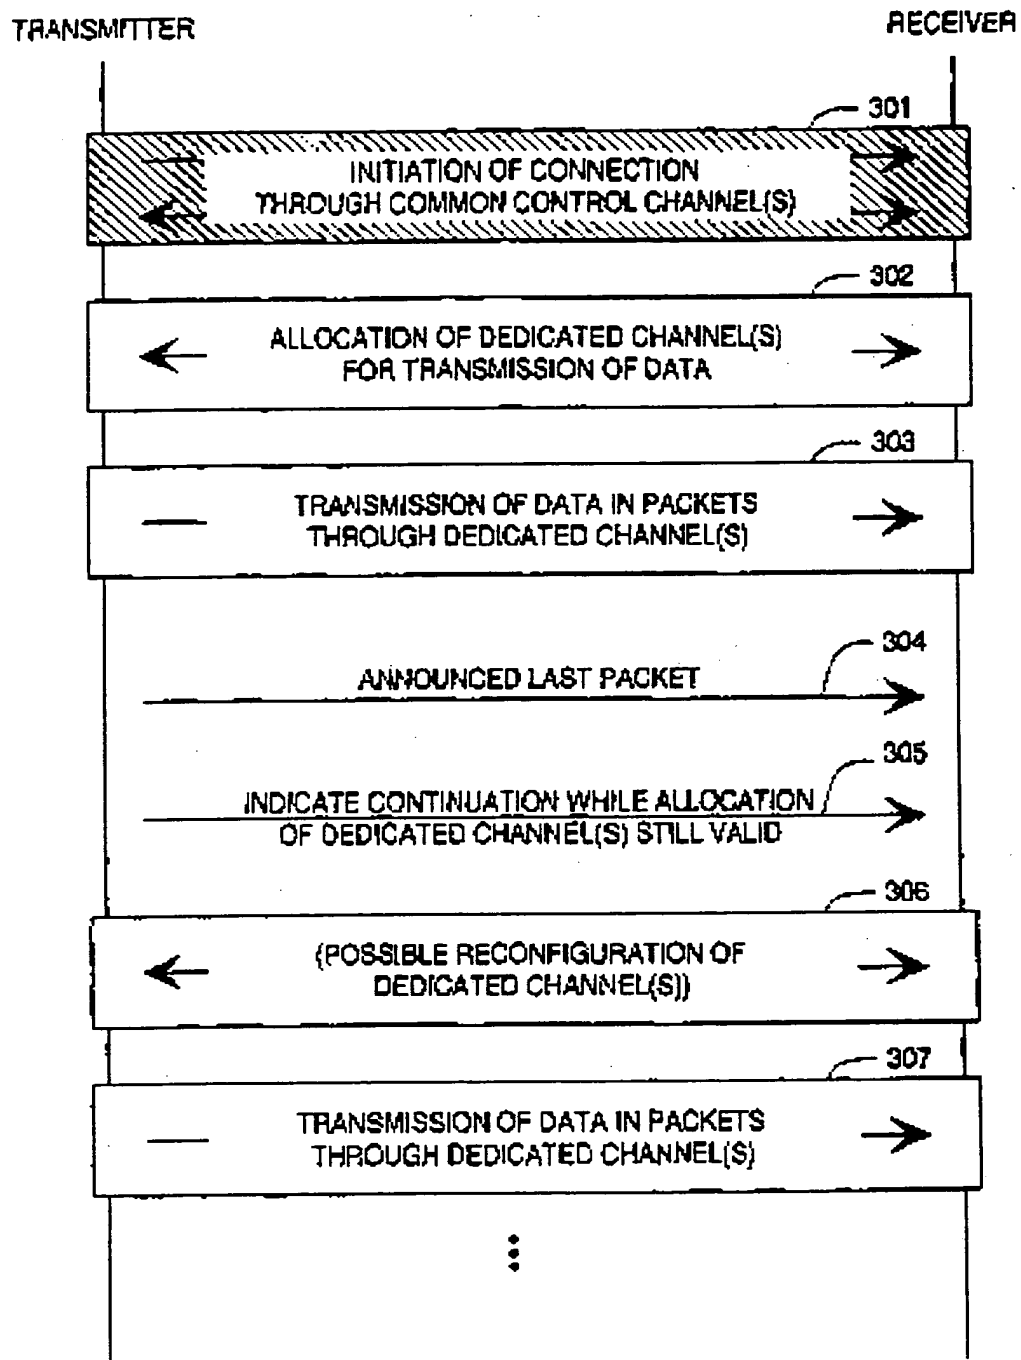 TRANSMITTER
RECEIVER
301
INITIATION OF CONNECTION
THROUGH COMMON CONTROL CHANNEL(S)
302
ALLOCATION OF DEDICATED CHANNEL(S)
FOR TRANSMISSION OF DATA
303
TRANSMISSION OF DATA IN PACKETS
THROUGH DEDICATED CHANNEL(S)
304
ANNOUNCED LAST PACKET
305
INDICATE CONTINUATION WHILE ALLOCATION
OF DEDICATED CHANNEL(S) STILL VALID
306
(POSSIBLE RECONFIGURATION OF
DEDICATED CHANNEL(S))
307
TRANSMISSION OF DATA IN PACKETS
THROUGH DEDICATED CHANNEL(S)